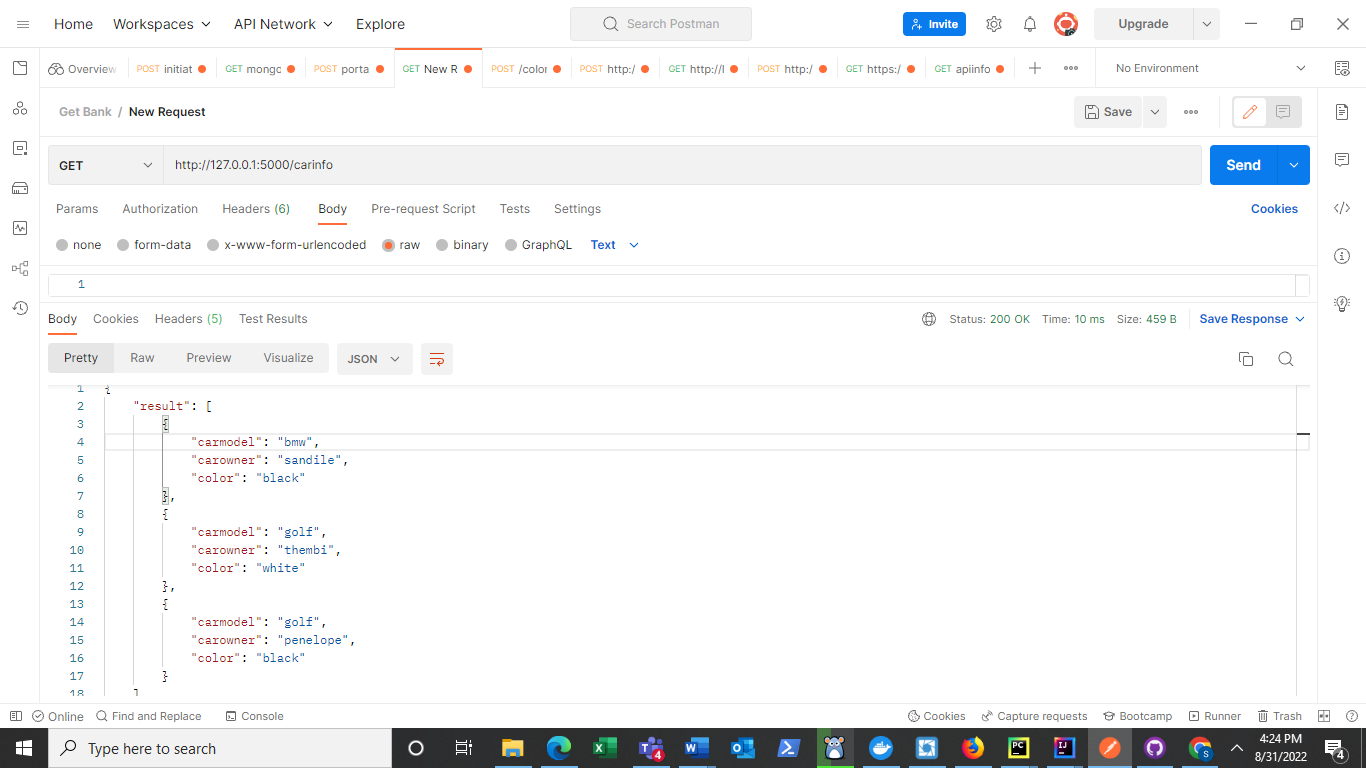 Home Workspaces API Network Explore Search Postman Invite Upgrade
Overview POST initiat GET mongo POST porta GET New R POST /color POST http:/ GET http://l POST http:/ GET https:/ GET apiinfo No Environment
Get Bank / New Request Save
GET http://127.0.0.1:5000/carinfo Send
Params Authorization Headers (6) Body Pre-request Script Tests Settings Cookies
none form-data x-www-form-urlencoded raw binary GraphQL Text
1
Body Cookies Headers (5) Test Results Status: 200 OK Time: 10 ms Size: 459 B Save Response
Pretty Raw Preview Visualize JSON
1 {
2 "result": [
3 {
4 "carmodel": "bmw",
5 "carowner": "sandile",
6 "color": "black"
7 },
8 {
9 "carmodel": "golf",
10 "carowner": "thembi",
11 "color": "white"
12 },
13 {
14 "carmodel": "golf",
15 "carowner": "penelope",
16 "color": "black"
17 }
18 ]
Online Find and Replace Console Cookies Capture requests Bootcamp Runner Trash
Type here to search 4 PC IJ S 4:24 PM 4
8/31/2022